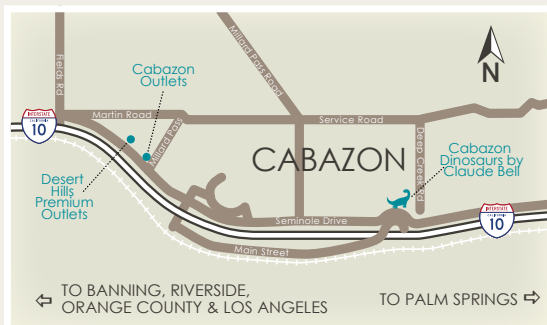 Fields Rd
Millard Pass Road
N
Cabazon
Outlets
INTERSTATE
CALIFORNIA
10
Martin Road
Service Road
Millard Pass
Deep Creek Rd
CABAZON
Cabazon
Dinosaurs by
Claude Bell
Desert
Hills
Premium
Outlets
Seminole Drive
INTERSTATE
CALIFORNIA
10
Main Street
TO BANNING, RIVERSIDE,
ORANGE COUNTY & LOS ANGELES
TO PALM SPRINGS